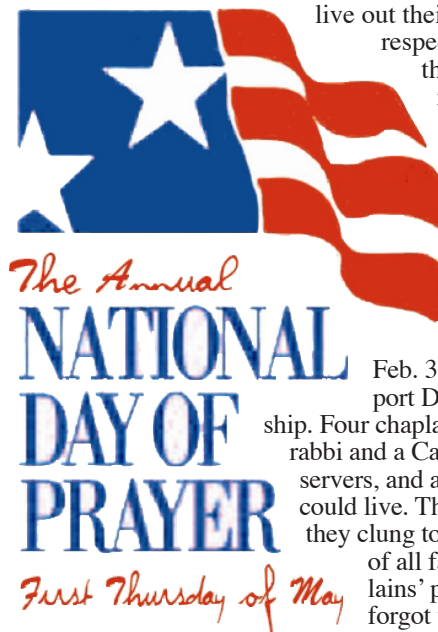 live out their
respe
th
The Annual
NATIONAL
DAY OF
PRAYER
First Thursday of May
Feb. 3
port D
ship. Four chapla
rabbi and a Ca
servers, and a
could live. Th
they clung to
of all fa
lains' p
forgot